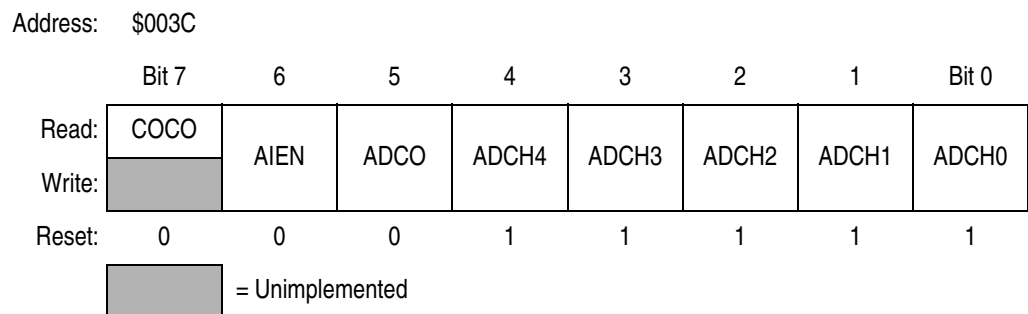 Address: $003C
Bit 7 6 5 4 3 2 1 Bit 0
Read: COCO
AIEN ADCO ADCH4 ADCH3 ADCH2 ADCH1 ADCH0
Write:
Reset: 0 0 0 1 1 1 1 1
= Unimplemented